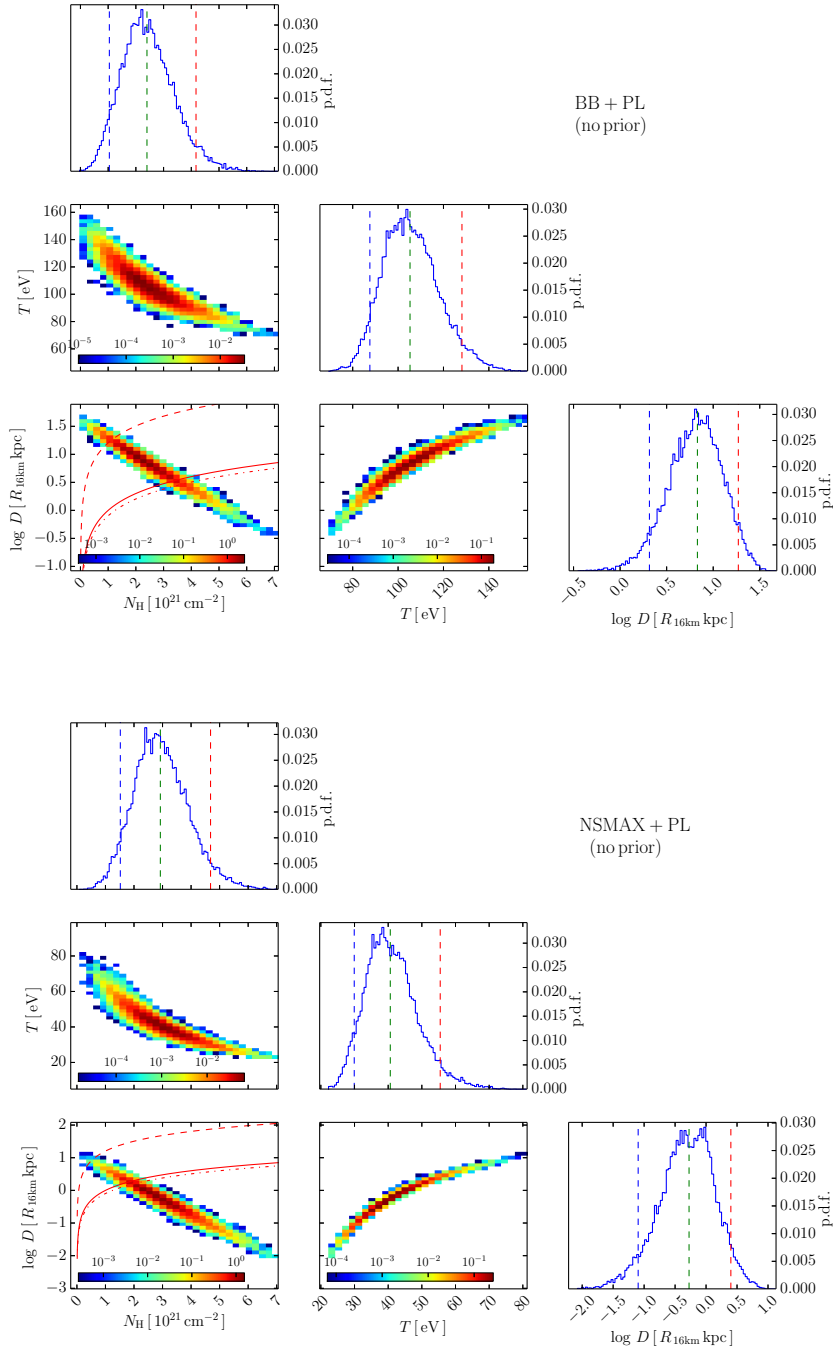 0.030
0.025
0.020
0.015
0.010
0.005
0.000
p.d.f.
BB + PL
(no prior)
160
140
120
100
80
60
T [ eV ]
10⁻⁵ 10⁻⁴ 10⁻³ 10⁻²
0.030
0.025
0.020
0.015
0.010
0.005
0.000
p.d.f.
1.5
1.0
0.5
0.0
−0.5
−1.0
log D [ R₁₆ₖₘ kpc ]
10⁻³ 10⁻² 10⁻¹ 10⁰
0 1 2 3 4 5 6 7
N_H [ 10²¹ cm⁻² ]
10⁻⁴ 10⁻³ 10⁻² 10⁻¹
80 100 120 140
T [ eV ]
0.030
0.025
0.020
0.015
0.010
0.005
0.000
p.d.f.
−0.5 0.0 0.5 1.0 1.5
log D [ R₁₆ₖₘ kpc ]
0.030
0.025
0.020
0.015
0.010
0.005
0.000
p.d.f.
NSMAX + PL
(no prior)
80
60
40
20
T [ eV ]
10⁻⁴ 10⁻³ 10⁻²
0.030
0.025
0.020
0.015
0.010
0.005
0.000
p.d.f.
2
1
0
−1
−2
−3
log D [ R₁₆ₖₘ kpc ]
10⁻³ 10⁻² 10⁻¹ 10⁰
0 1 2 3 4 5 6 7
N_H [ 10²¹ cm⁻² ]
10⁻⁴ 10⁻³ 10⁻² 10⁻¹
20 30 40 50 60 70 80
T [ eV ]
0.030
0.025
0.020
0.015
0.010
0.005
0.000
p.d.f.
−2.0 −1.5 −1.0 −0.5 0.0 0.5 1.0
log D [ R₁₆ₖₘ kpc ]